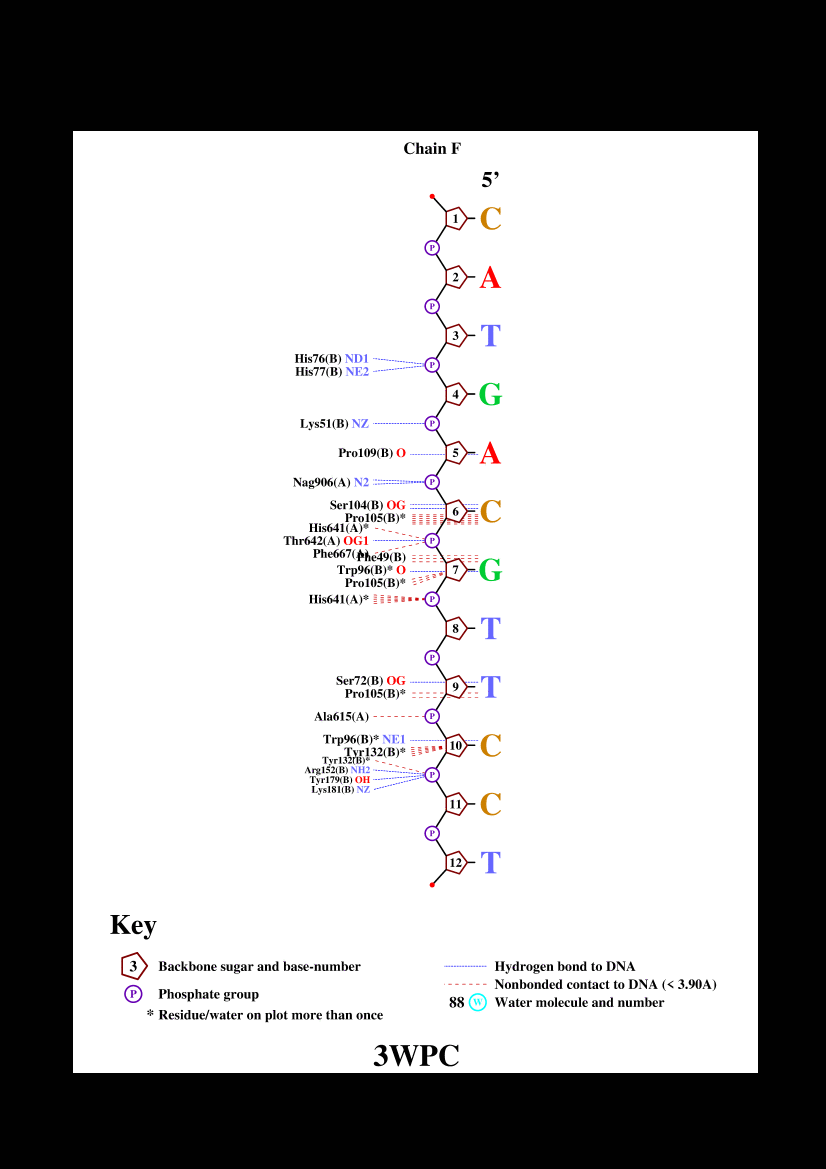 Chain F
5’
1 C
P
2 A
P
3 T
His76(B) ND1
His77(B) NE2
P
4 G
Lys51(B) NZ P
Pro109(B) O 5 A
Nag906(A) N2 P
Ser104(B) OG
6 C
Pro105(B)*
His641(A)*
Thr642(A) OG1 P
Phe667(A)
Phe49(B)
Trp96(B)* O 7 G
Pro105(B)*
His641(A)* P
8 T
P
Ser72(B) OG
9 T
Pro105(B)*
Ala615(A) P
Trp96(B)* NE1
10 C
Tyr132(B)*
Tyr132(B)*
Arg152(B) NH2
P
Tyr179(B) OH
Lys181(B) NZ
11 C
P
12 T
Key
3 Backbone sugar and base-number
P Phosphate group
* Residue/water on plot more than once
Hydrogen bond to DNA
Nonbonded contact to DNA (< 3.90A)
88 W Water molecule and number
3WPC